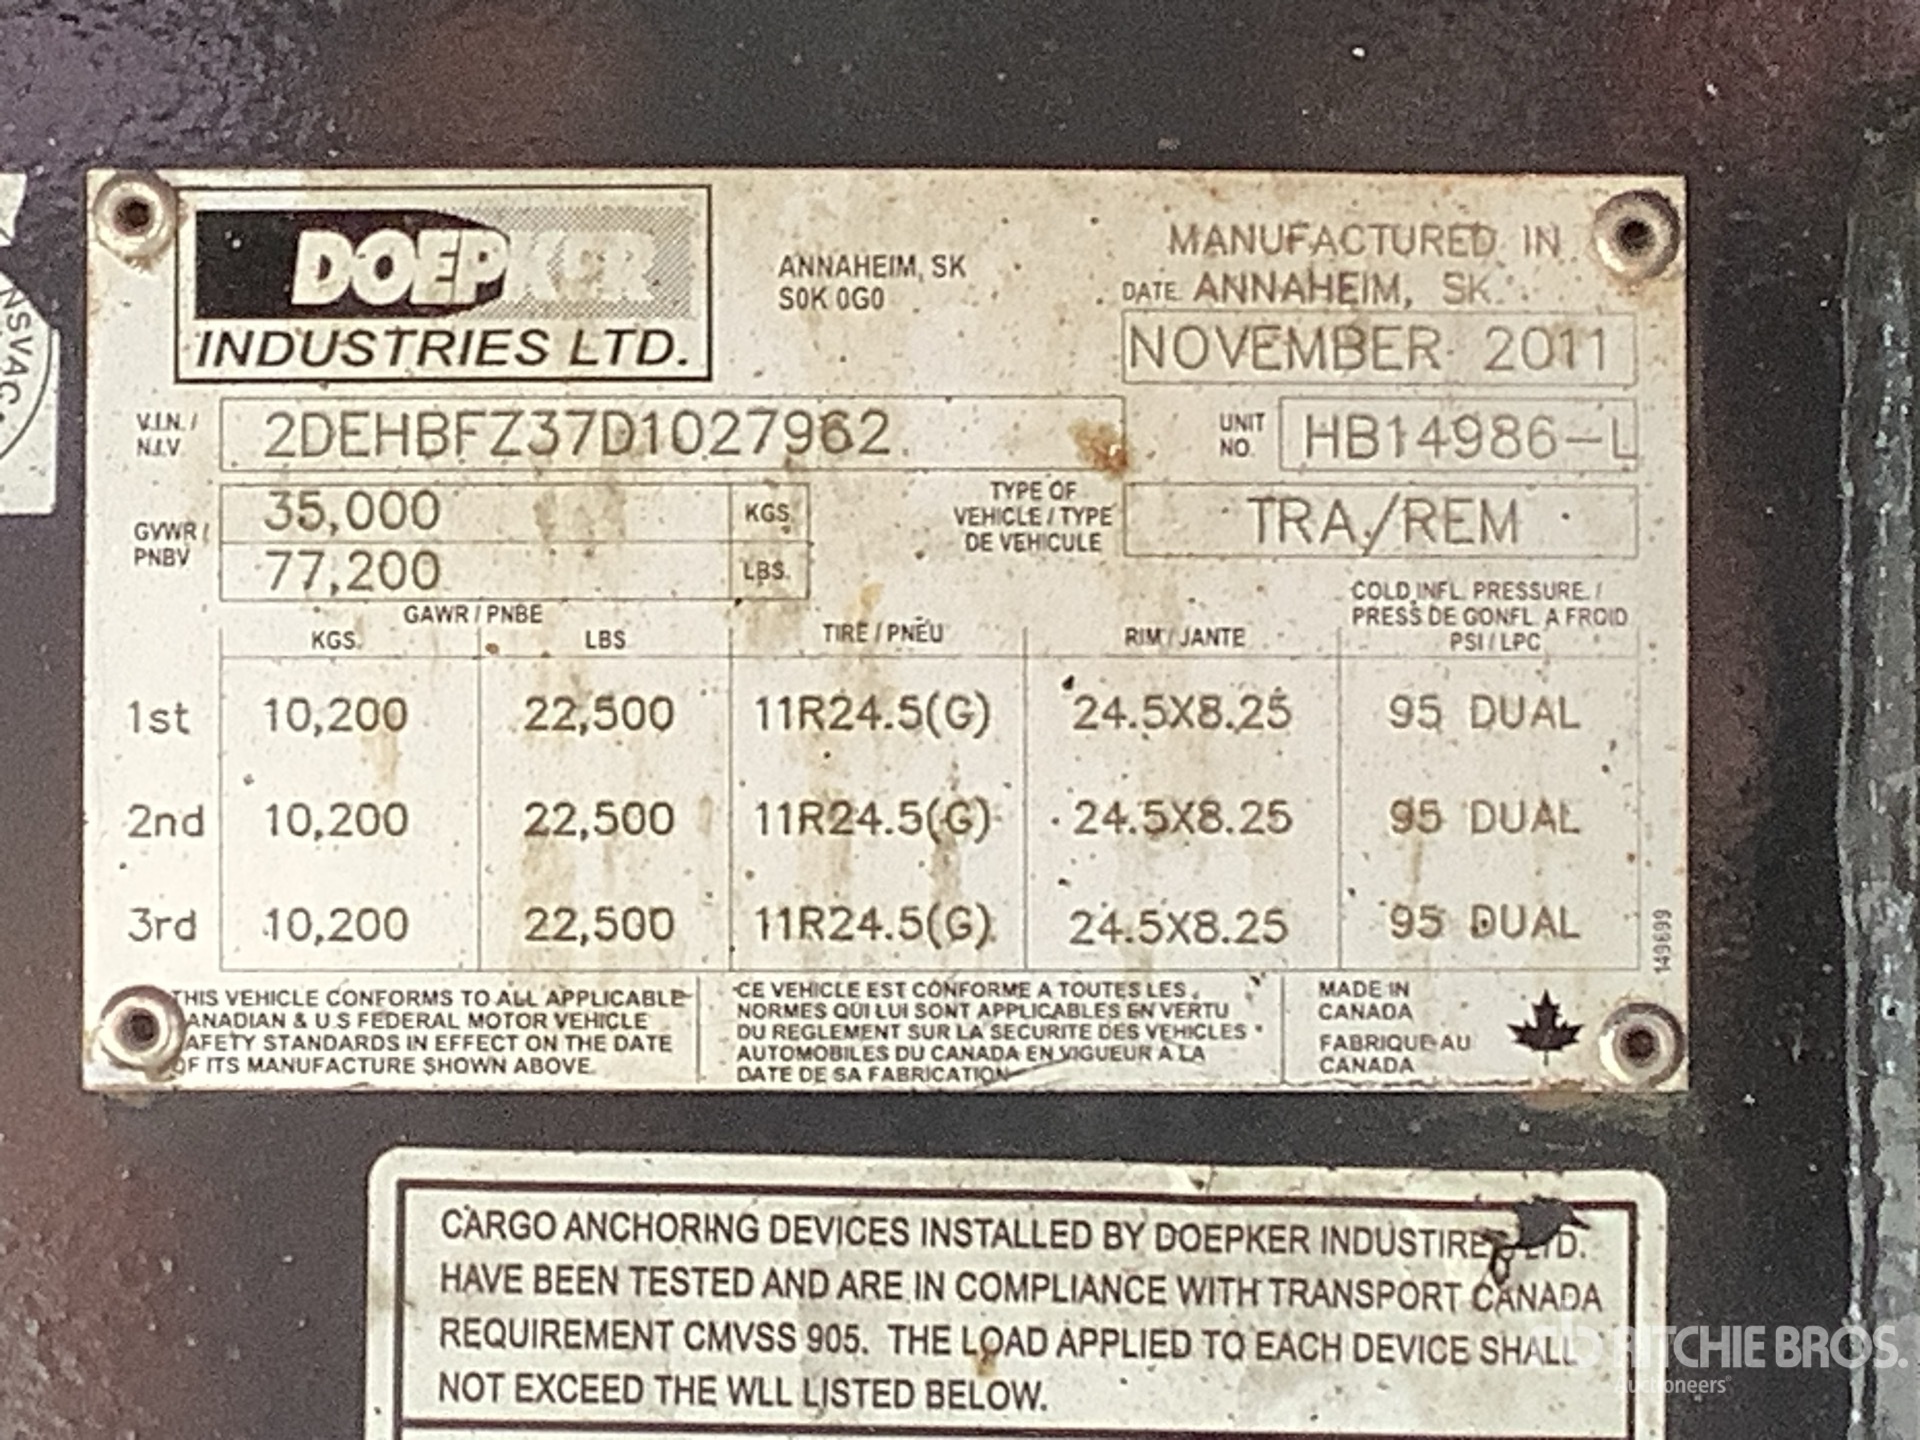 NSVAC.
DOEPKER
INDUSTRIES LTD.
ANNAHEIM, SK
S0K 0G0
MANUFACTURED IN
DATE ANNAHEIM, SK.
NOVEMBER 2011
V.I.N. /
N.I.V.
2DEHBFZ37D1027962
UNIT
NO.
HB14986-L
GVWR /
PNBV
35,000 KGS
77,200 LBS.
TYPE OF
VEHICLE / TYPE
DE VEHICULE
TRA/REM
GAWR / PNBE
KGS. LBS TIRE / PNEU RIM / JANTE
COLD INFL. PRESSURE. /
PRESS DE GONFL. A FROID
PSI / LPC
1st 10,200 22,500 11R24.5(G) 24.5X8.25 95 DUAL
2nd 10,200 22,500 11R24.5(G) 24.5X8.25 95 DUAL
3rd 10,200 22,500 11R24.5(G) 24.5X8.25 95 DUAL
149699
THIS VEHICLE CONFORMS TO ALL APPLICABLE
ANADIAN & U.S FEDERAL MOTOR VEHICLE
AFETY STANDARDS IN EFFECT ON THE DATE
OF ITS MANUFACTURE SHOWN ABOVE.
CE VEHICLE EST CONFORME A TOUTES LES
NORMES QUI LUI SONT APPLICABLES EN VERTU
DU REGLEMENT SUR LA SECURITE DES VEHICLES
AUTOMOBILES DU CANADA EN VIGUEUR A LA
DATE DE SA FABRICATION
MADE IN
CANADA
FABRIQUE AU
CANADA
CARGO ANCHORING DEVICES INSTALLED BY DOEPKER INDUSTIRES LTD.
HAVE BEEN TESTED AND ARE IN COMPLIANCE WITH TRANSPORT CANADA
REQUIREMENT CMVSS 905. THE LOAD APPLIED TO EACH DEVICE SHALL
NOT EXCEED THE WLL LISTED BELOW.
rb RITCHIE BROS.
Auctioneers